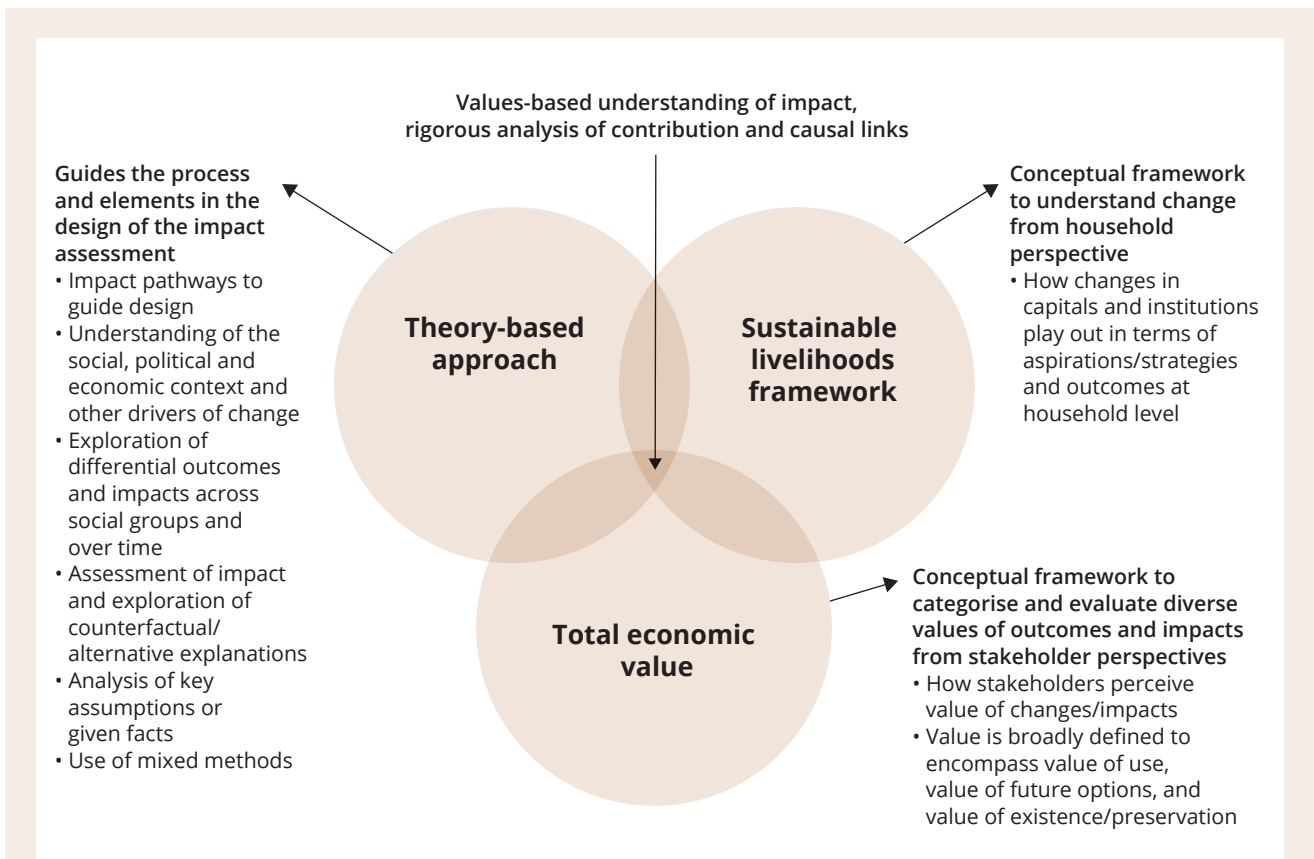 Values-based understanding of impact,
rigorous analysis of contribution and causal links
Guides the process
and elements in the
design of the impact
assessment
• Impact pathways to
guide design
• Understanding of the
social, political and
economic context and
other drivers of change
• Exploration of
differential outcomes
and impacts across
social groups and
over time
• Assessment of impact
and exploration of
counterfactual/
alternative explanations
• Analysis of key
assumptions or
given facts
• Use of mixed methods
Theory-based
approach
Sustainable
livelihoods
framework
Total economic
value
Conceptual framework
to understand change
from household
perspective
• How changes in
capitals and institutions
play out in terms of
aspirations/strategies
and outcomes at
household level
Conceptual framework to
categorise and evaluate diverse
values of outcomes and impacts
from stakeholder perspectives
• How stakeholders perceive
value of changes/impacts
• Value is broadly defined to
encompass value of use,
value of future options, and
value of existence/preservation